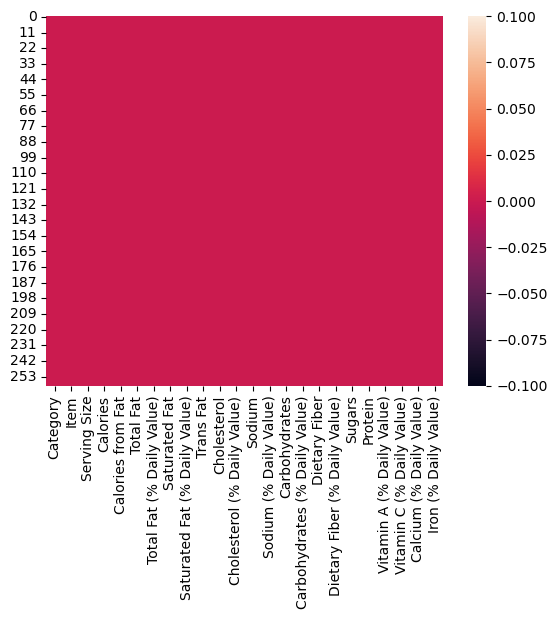 0
11
22
33
44
55
66
77
88
99
110
121
132
143
154
165
176
187
198
209
220
231
242
253
Category
Item
Serving Size
Calories
Calories from Fat
Total Fat
Total Fat (% Daily Value)
Saturated Fat
Saturated Fat (% Daily Value)
Trans Fat
Cholesterol
Cholesterol (% Daily Value)
Sodium
Sodium (% Daily Value)
Carbohydrates
Carbohydrates (% Daily Value)
Dietary Fiber
Dietary Fiber (% Daily Value)
Sugars
Protein
Vitamin A (% Daily Value)
Vitamin C (% Daily Value)
Calcium (% Daily Value)
Iron (% Daily Value)
0.100
0.075
0.050
0.025
0.000
−0.025
−0.050
−0.075
−0.100